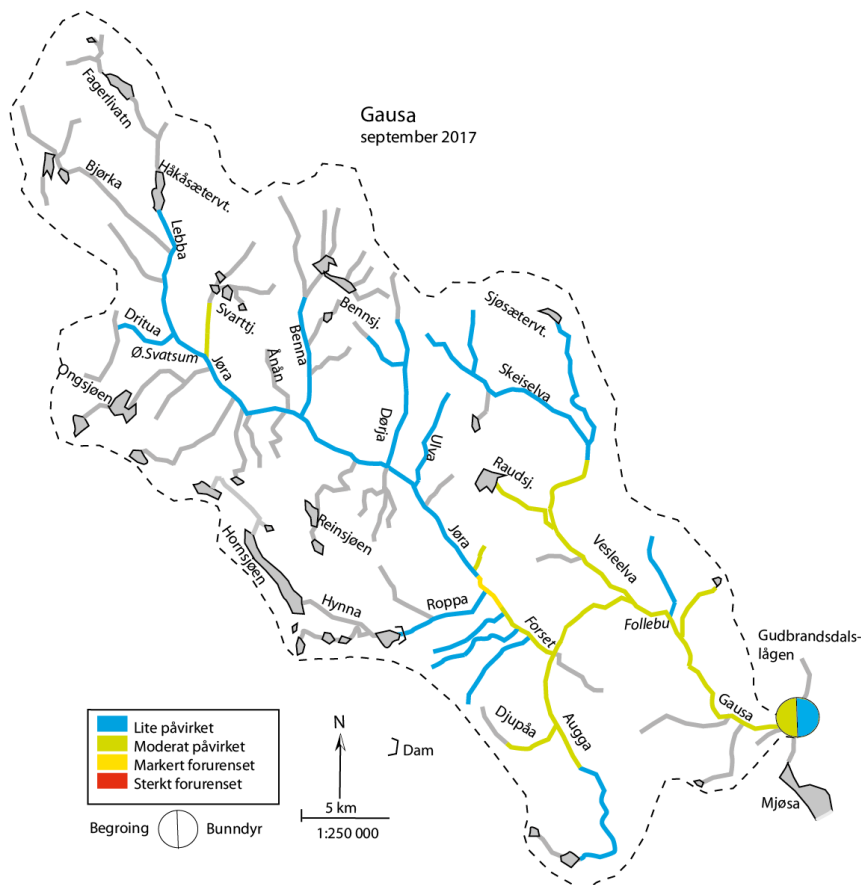 Gausa
september 2017
Fagerlivatn
Bjørka
Håkåsætervt.
Lebba
Svarttj.
Bennsj.
Sjøsætervt.
Dritua
Ø.Svatsum
Jøra
Ånån
Benna
Skeiselva
Ongsjøen
Dørja
Ulva
Raudsj.
Reinsjøen
Hornsjøen
Jøra
Vesleelva
Hynna
Roppa
Forset
Follebu
Gudbrandsdals-
lågen
Djupåa
Augga
Gausa
Mjøsa
Lite påvirket
Moderat påvirket
Markert forurenset
Sterkt forurenset
Begroing
Bunndyr
N
Dam
5 km
1:250 000